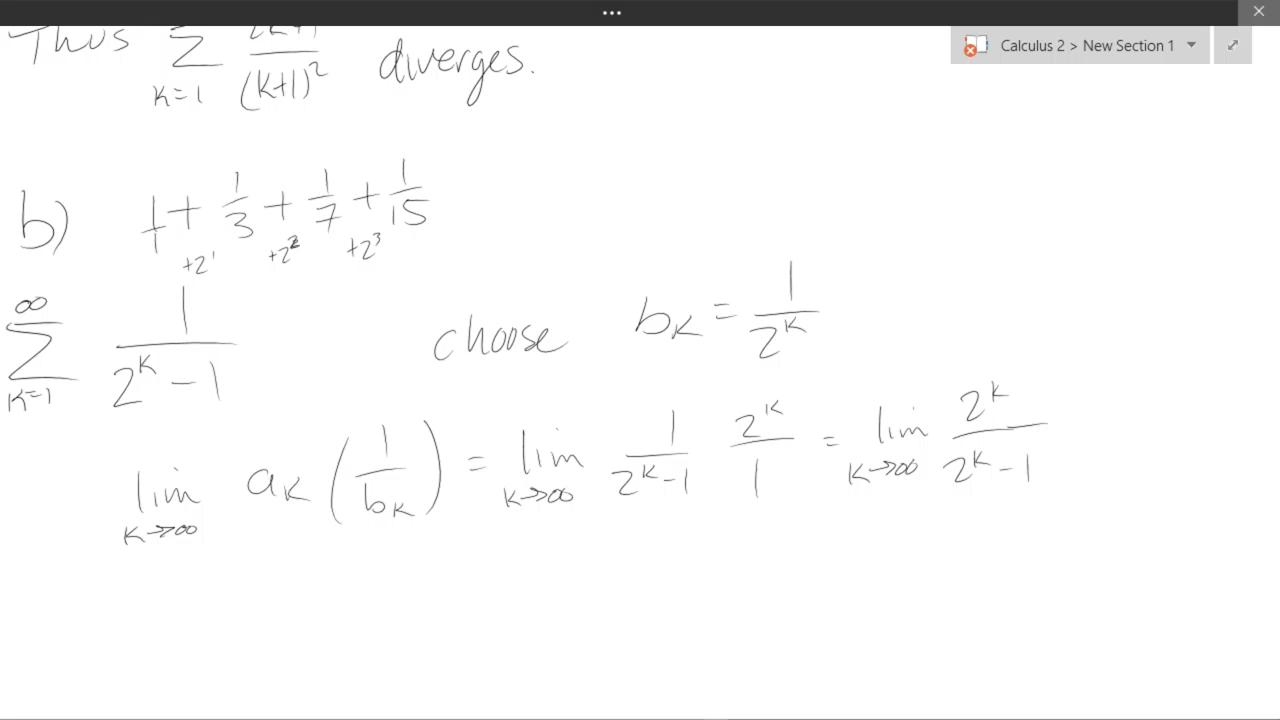 ...
Calculus 2 > New Section 1
Thus ∑ k=1 2k+1/(k+1)² diverges.
b) 1/1 + 1/3 + 1/7 + 1/15
+2¹ +2² +2³
∞ ∑ k=1 1/(2^k - 1) choose b_k = 1/2^k
lim k→∞ a_k (1/b_k) = lim k→∞ 1/(2^k-1) 2^k/1 = lim k→∞ 2^k/(2^k-1)